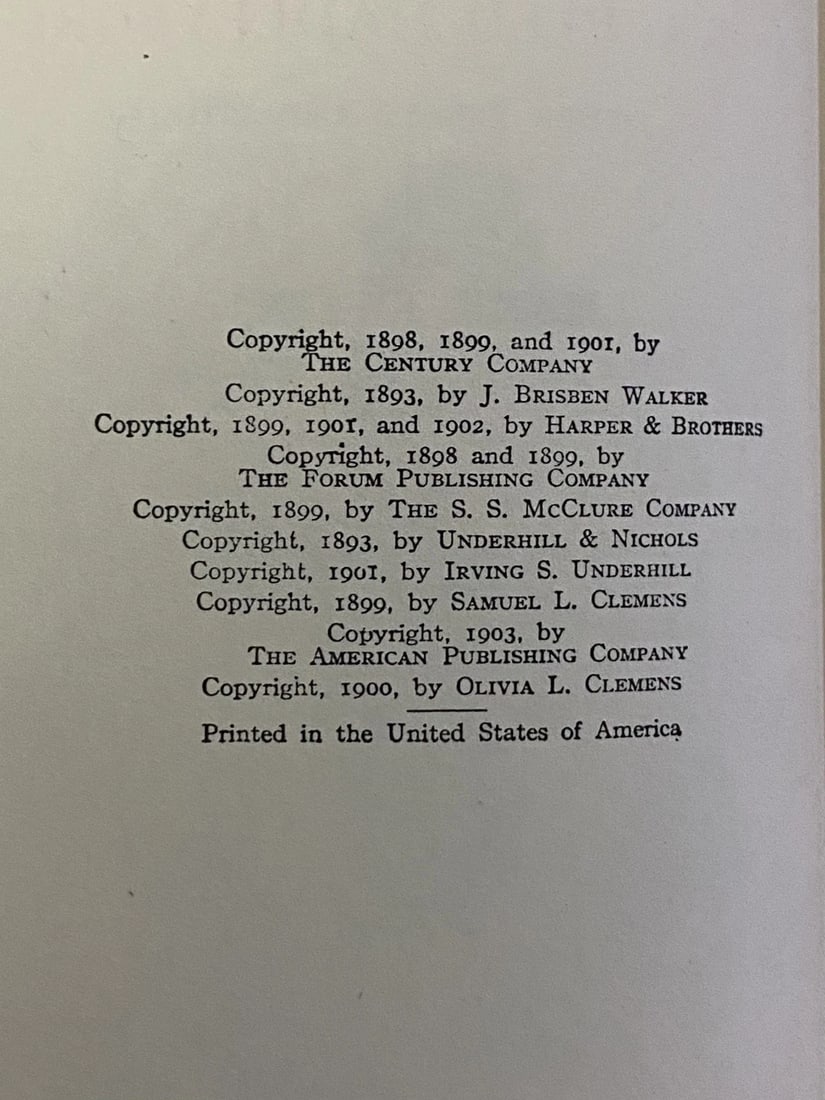 Copyright, 1898, 1899, and 1901, by
THE CENTURY COMPANY
Copyright, 1893, by J. BRISBEN WALKER
Copyright, 1899, 1901, and 1902, by HARPER & BROTHERS
Copyright, 1898 and 1899, by
THE FORUM PUBLISHING COMPANY
Copyright, 1899, by THE S. S. MCCLURE COMPANY
Copyright, 1893, by UNDERHILL & NICHOLS
Copyright, 1901, by IRVING S. UNDERHILL
Copyright, 1899, by SAMUEL L. CLEMENS
Copyright, 1903, by
THE AMERICAN PUBLISHING COMPANY
Copyright, 1900, by OLIVIA L. CLEMENS
Printed in the United States of America